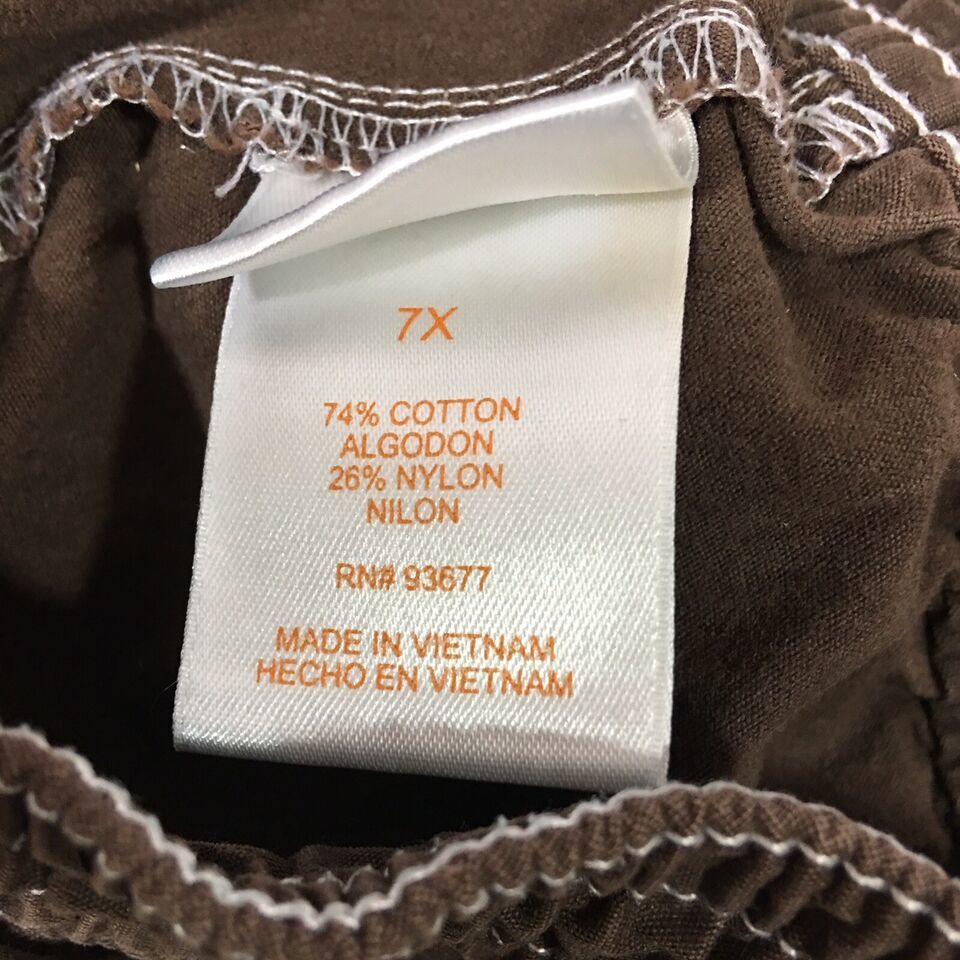 7X
74% COTTON
ALGODON
26% NYLON
NILON
RN# 93677
MADE IN VIETNAM
HECHO EN VIETNAM